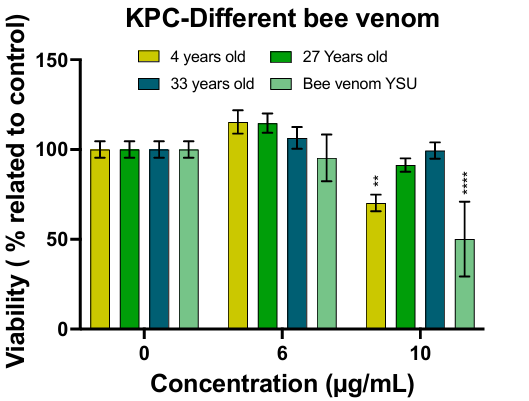 KPC-Different bee venom
4 years old 27 Years old
33 years old Bee venom YSU
Viability ( % related to control)
150
100
50
0
**
****
0 6 10
Concentration (µg/mL)